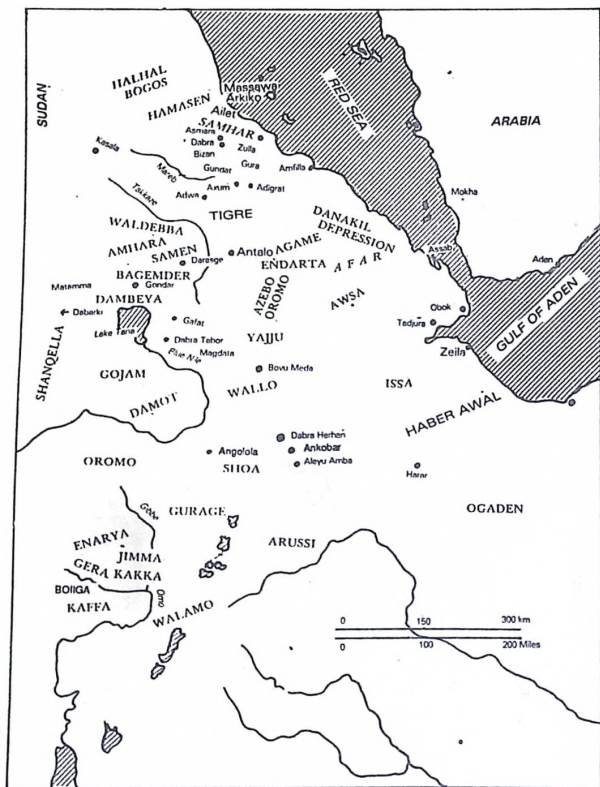 SUDAN
HALHAL
BOGOS
HAMASEN
Massawa
Arkiko
Ailet
SAMHAR
RED SEA
ARABIA
Kasala
Asmara
Dabra
Bizan
Zulla
Gundat
Gura
Amfilla
Mareb
Axum
Adigrat
Adwa
Takkaze
Mokha
TIGRE
WALDEBBA
DANAKIL
DEPRESSION
AMHARA
SAMEN
Darasge
Antalo
AGAME
ENDARTA
AFAR
Assab
Aden
BAGEMDER
Matamma
Gondar
DAMBEYA
AZEBO
OROMO
AWSA
GULF OF ADEN
Dabarki
Lake Tana
Gafat
Obok
Tadjura
SHANQELLA
Dabra Tabor
Blue Nile
Magdara
YAJJU
Zeila
GOJAM
Bovu Meda
WALLO
ISSA
DAMOT
HABER AWAL
Dabra Herhan
OROMO
Angolola
Ankobar
SHOA
Aleyu Amba
Harar
Gibbe
GURAGE
OGADEN
ENARYA
JIMMA
ARUSSI
GERA KAKKA
BOIIGA
KAFFA
Omo
WALAMO
0 150 300 km
0 100 200 Miles